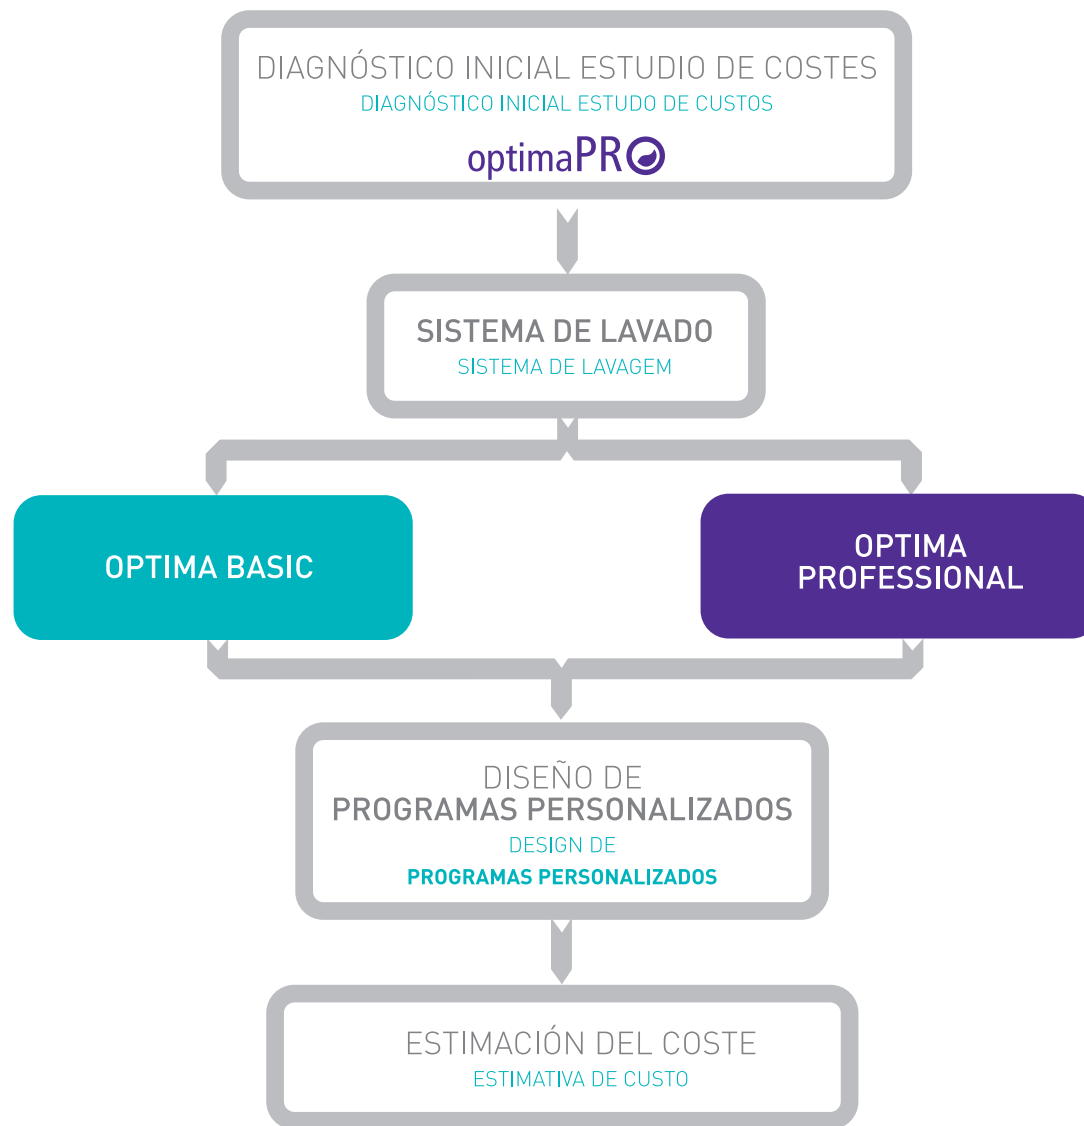 DIAGNÓSTICO INICIAL ESTUDIO DE COSTES
DIAGNÓSTICO INICIAL ESTUDO DE CUSTOS
optimaPRO
SISTEMA DE LAVADO
SISTEMA DE LAVAGEM
OPTIMA BASIC
OPTIMA
PROFESSIONAL
DISEÑO DE
PROGRAMAS PERSONALIZADOS
DESIGN DE
PROGRAMAS PERSONALIZADOS
ESTIMACIÓN DEL COSTE
ESTIMATIVA DE CUSTO